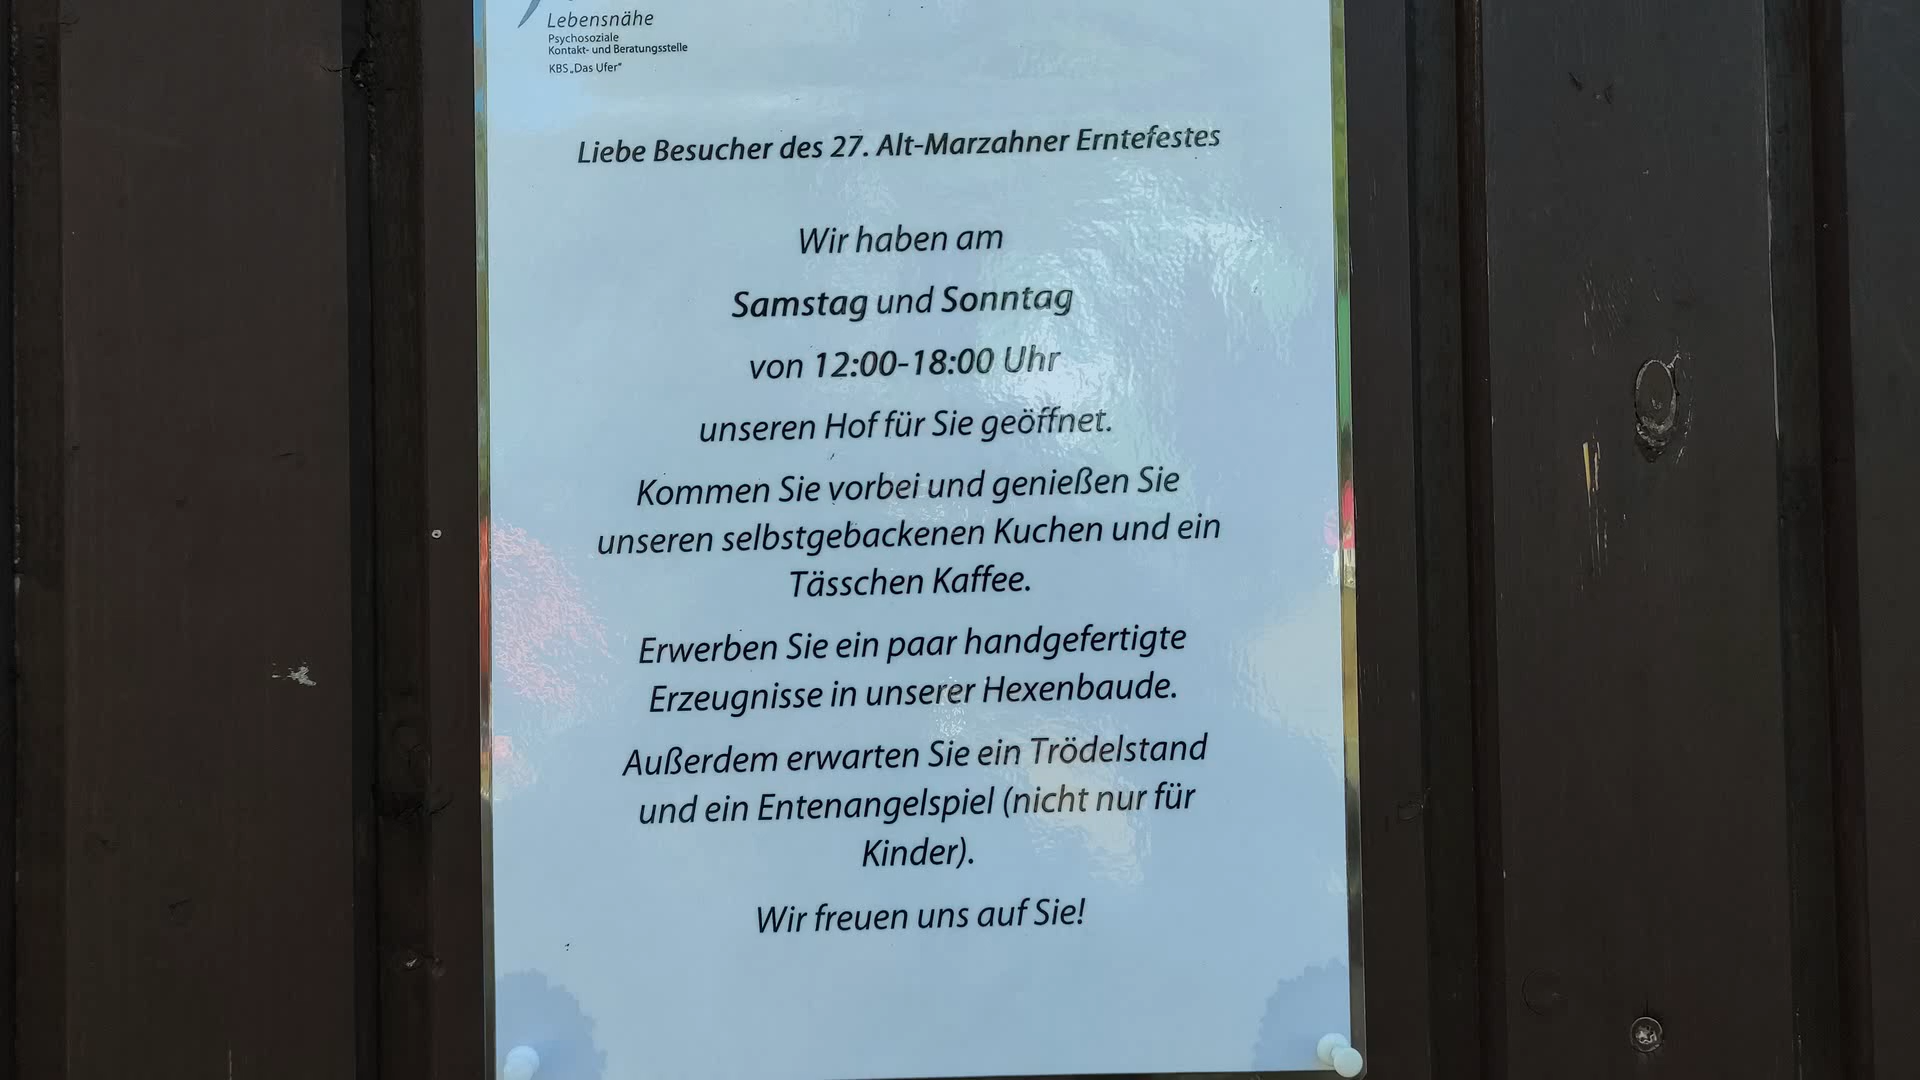 Lebensnähe
Psychosoziale
Kontakt- und Beratungsstelle
KBS „Das Ufer"
Liebe Besucher des 27. Alt-Marzahner Erntefestes
Wir haben am
Samstag und Sonntag
von 12:00-18:00 Uhr
unseren Hof für Sie geöffnet.
Kommen Sie vorbei und genießen Sie
unseren selbstgebackenen Kuchen und ein
Tässchen Kaffee.
Erwerben Sie ein paar handgefertigte
Erzeugnisse in unserer Hexenbaude.
Außerdem erwarten Sie ein Trödelstand
und ein Entenangelspiel (nicht nur für
Kinder).
Wir freuen uns auf Sie!